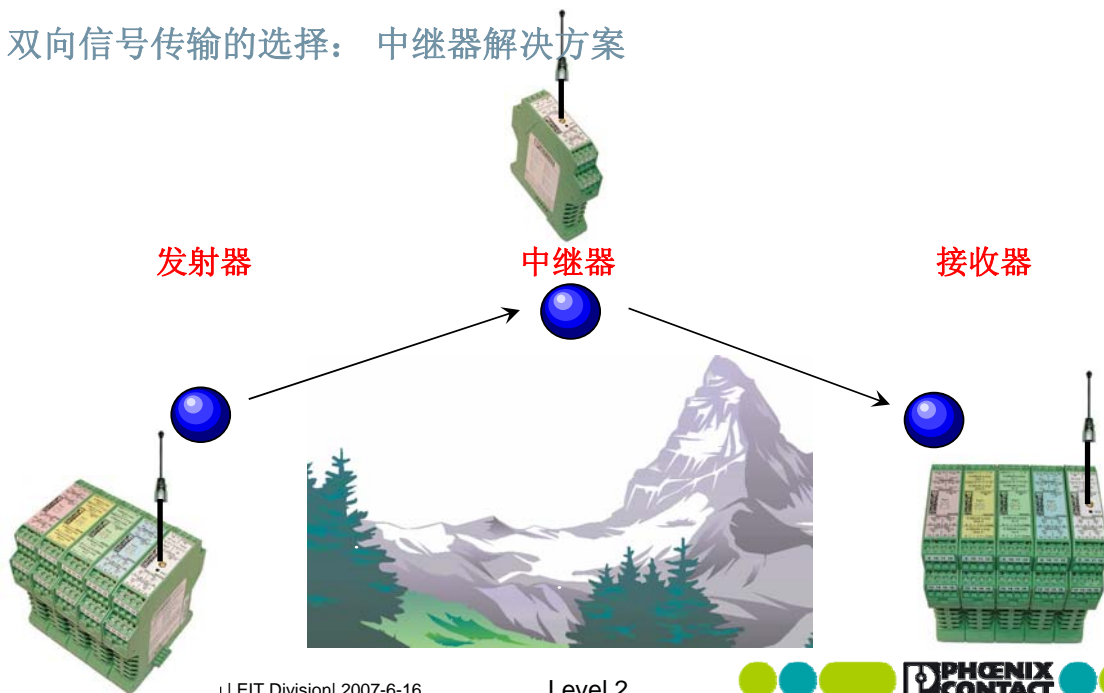 双向信号传输的选择： 中继器解决方案
发射器
中继器
接收器
EIT Division| 2007-6-16
Level 2
PHŒNIX
CONTACT